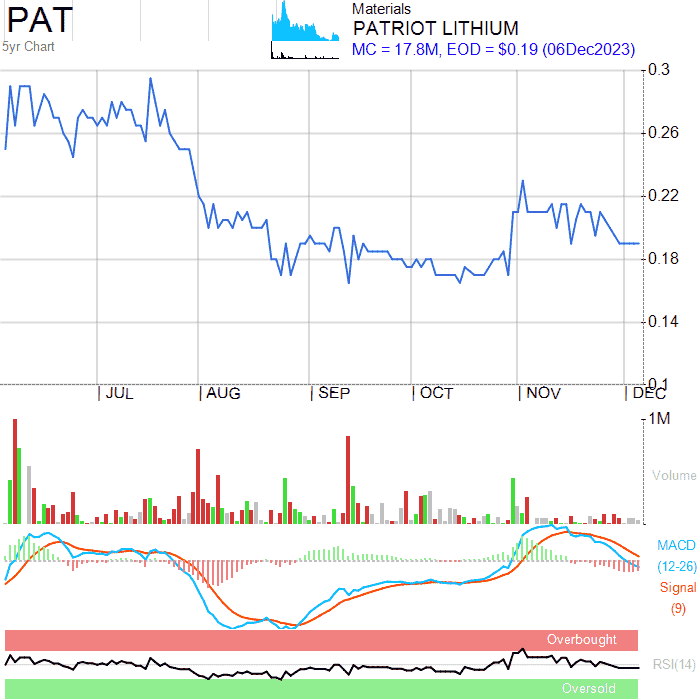 PAT
5yr Chart
Materials
PATRIOT LITHIUM
MC = 17.8M, EOD = $0.19 (06Dec2023)
0.3
0.26
0.22
0.18
0.14
0.1
JUL AUG SEP OCT NOV DEC
1M
Volume
MACD
(12-26)
Signal
(9)
Overbought
RSI(14)
Oversold